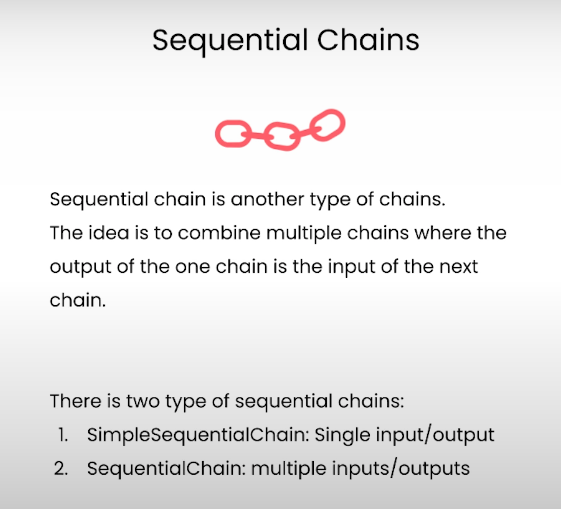 Sequential Chains
Sequential chain is another type of chains.
The idea is to combine multiple chains where the
output of the one chain is the input of the next
chain.
There is two type of sequential chains:
1. SimpleSequentialChain: Single input/output
2. SequentialChain: multiple inputs/outputs